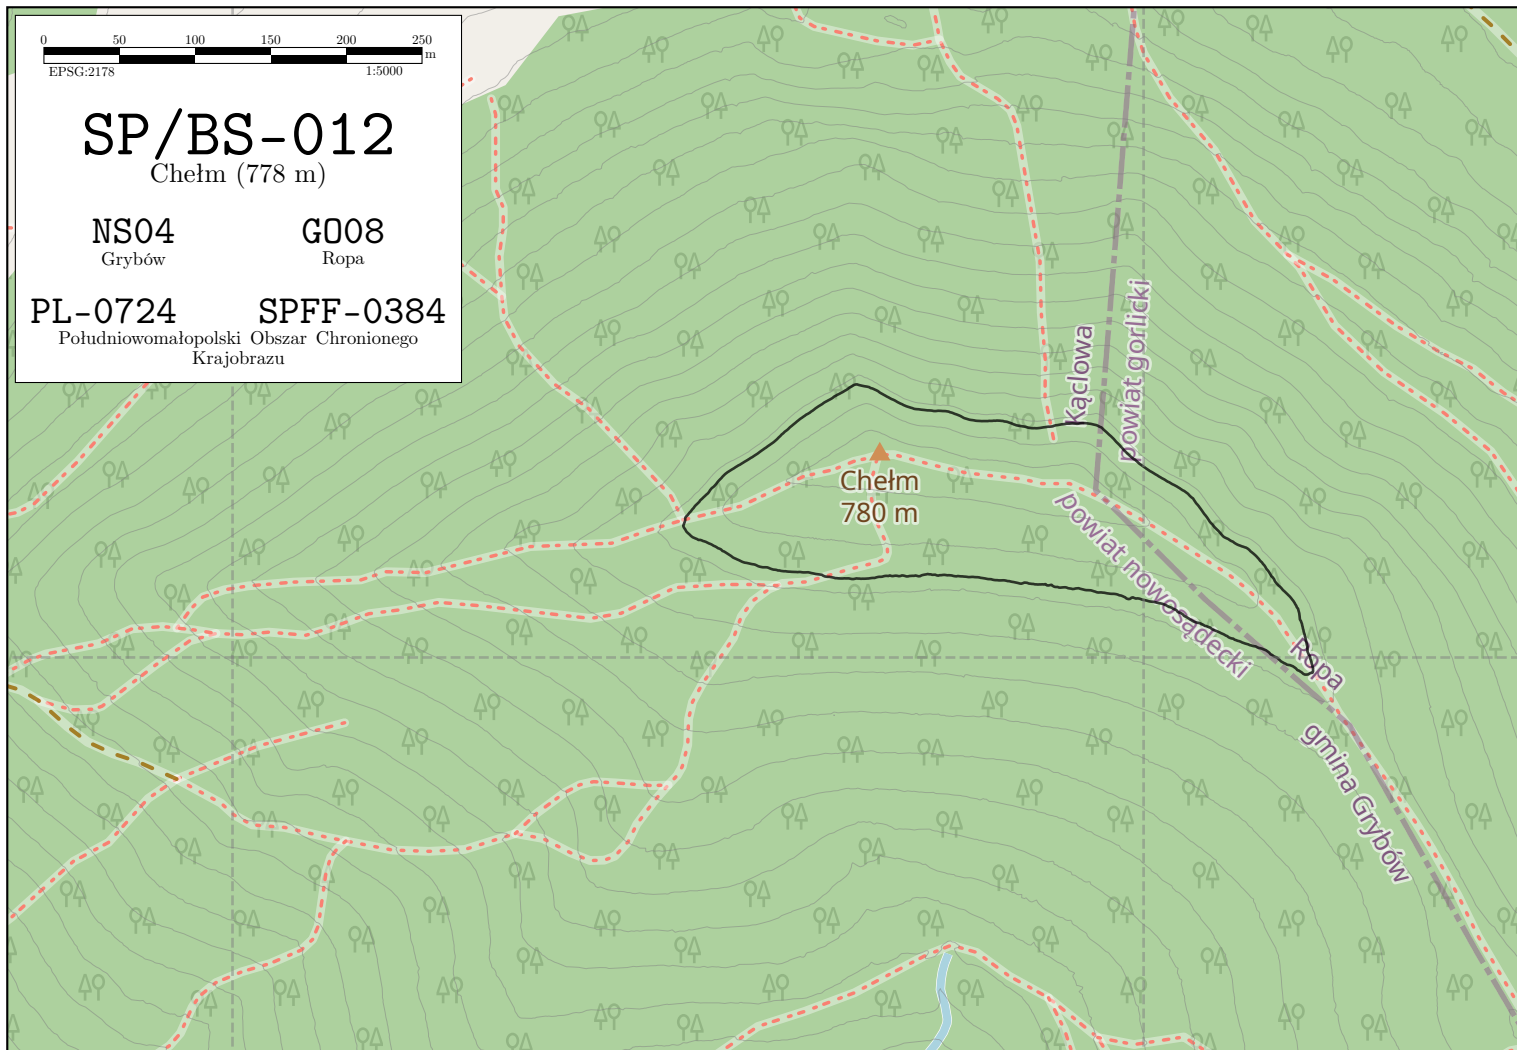 0 50 100 150 200 250
m
EPSG:2178 1:5000
SP/BS-012
Chełm (778 m)
NS04 GO08
Grybów Ropa
PL-0724 SPFF-0384
Południowomałopolski Obszar Chronionego
Krajobrazu
Kąclowa
powiat gorlicki
Chełm
780 m
powiat nowosądecki
Ropa
gmina Grybów